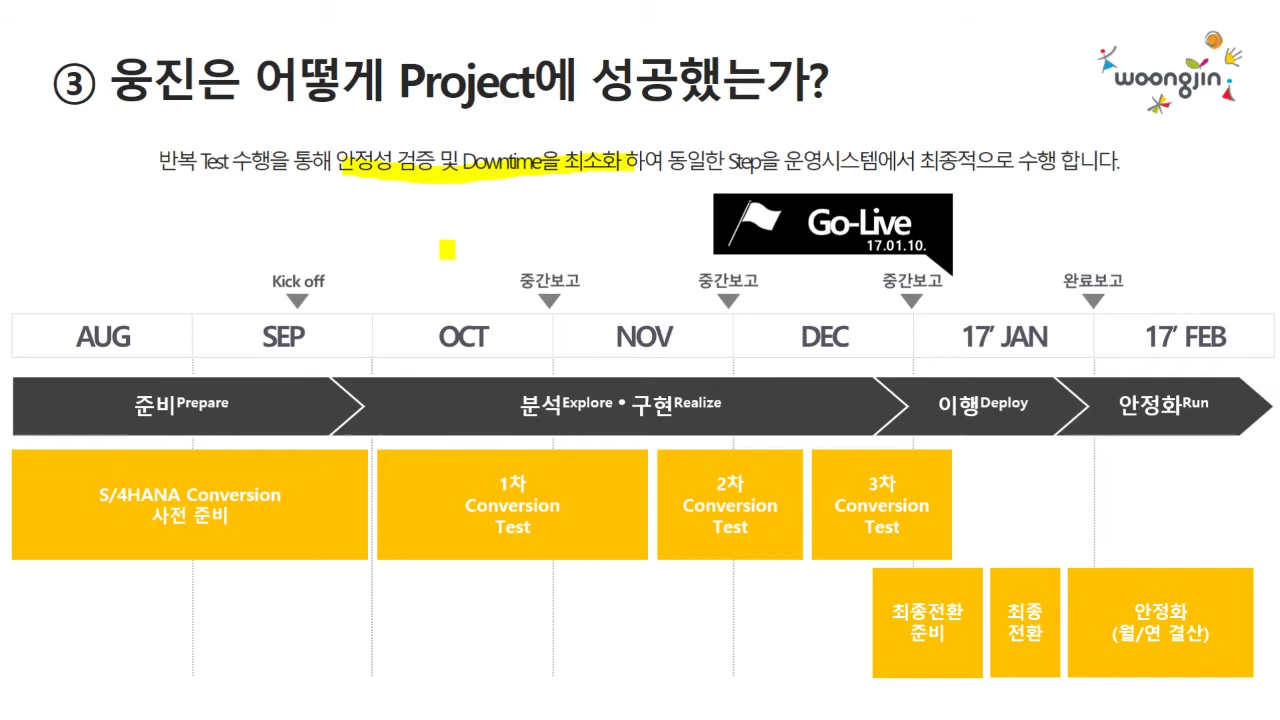 ③ 웅진은 어떻게 Project에 성공했는가?
woongjin
반복 Test 수행을 통해 안정성 검증 및 Downtime을 최소화 하여 동일한 Step을 운영시스템에서 최종적으로 수행 합니다.
Go-Live
17.01.10.
Kick off
중간보고
중간보고
중간보고
완료보고
AUG
SEP
OCT
NOV
DEC
17’ JAN
17’ FEB
준비Prepare
분석Explore • 구현Realize
이행Deploy
안정화Run
S/4HANA Conversion
사전 준비
1차
Conversion
Test
2차
Conversion
Test
3차
Conversion
Test
최종전환
준비
최종
전환
안정화
(월/연 결산)